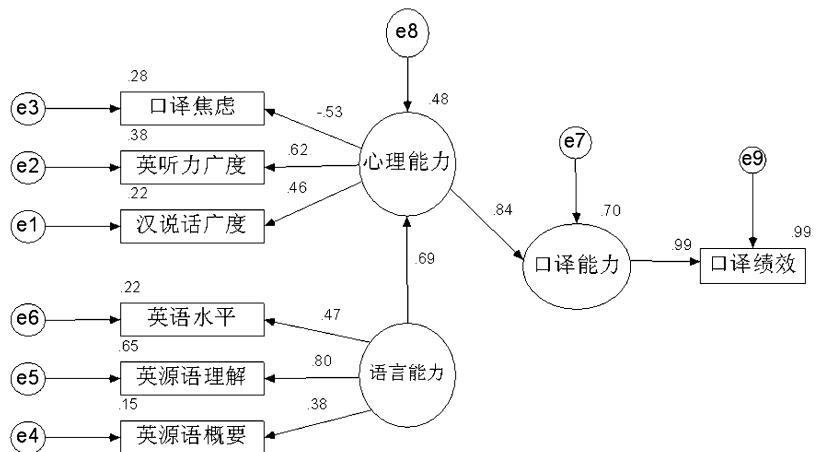 e8
.28
.48
e3
口译焦虑
-.53
.38
e2
英听力广度
.62
心理能力
e7
e9
.22
.46
e1
汉说话广度
.84
.70
.99
口译能力
.99
口译绩效
.69
.22
e6
英语水平
.47
.65
e5
英源语理解
.80
语言能力
.15
.38
e4
英源语概要